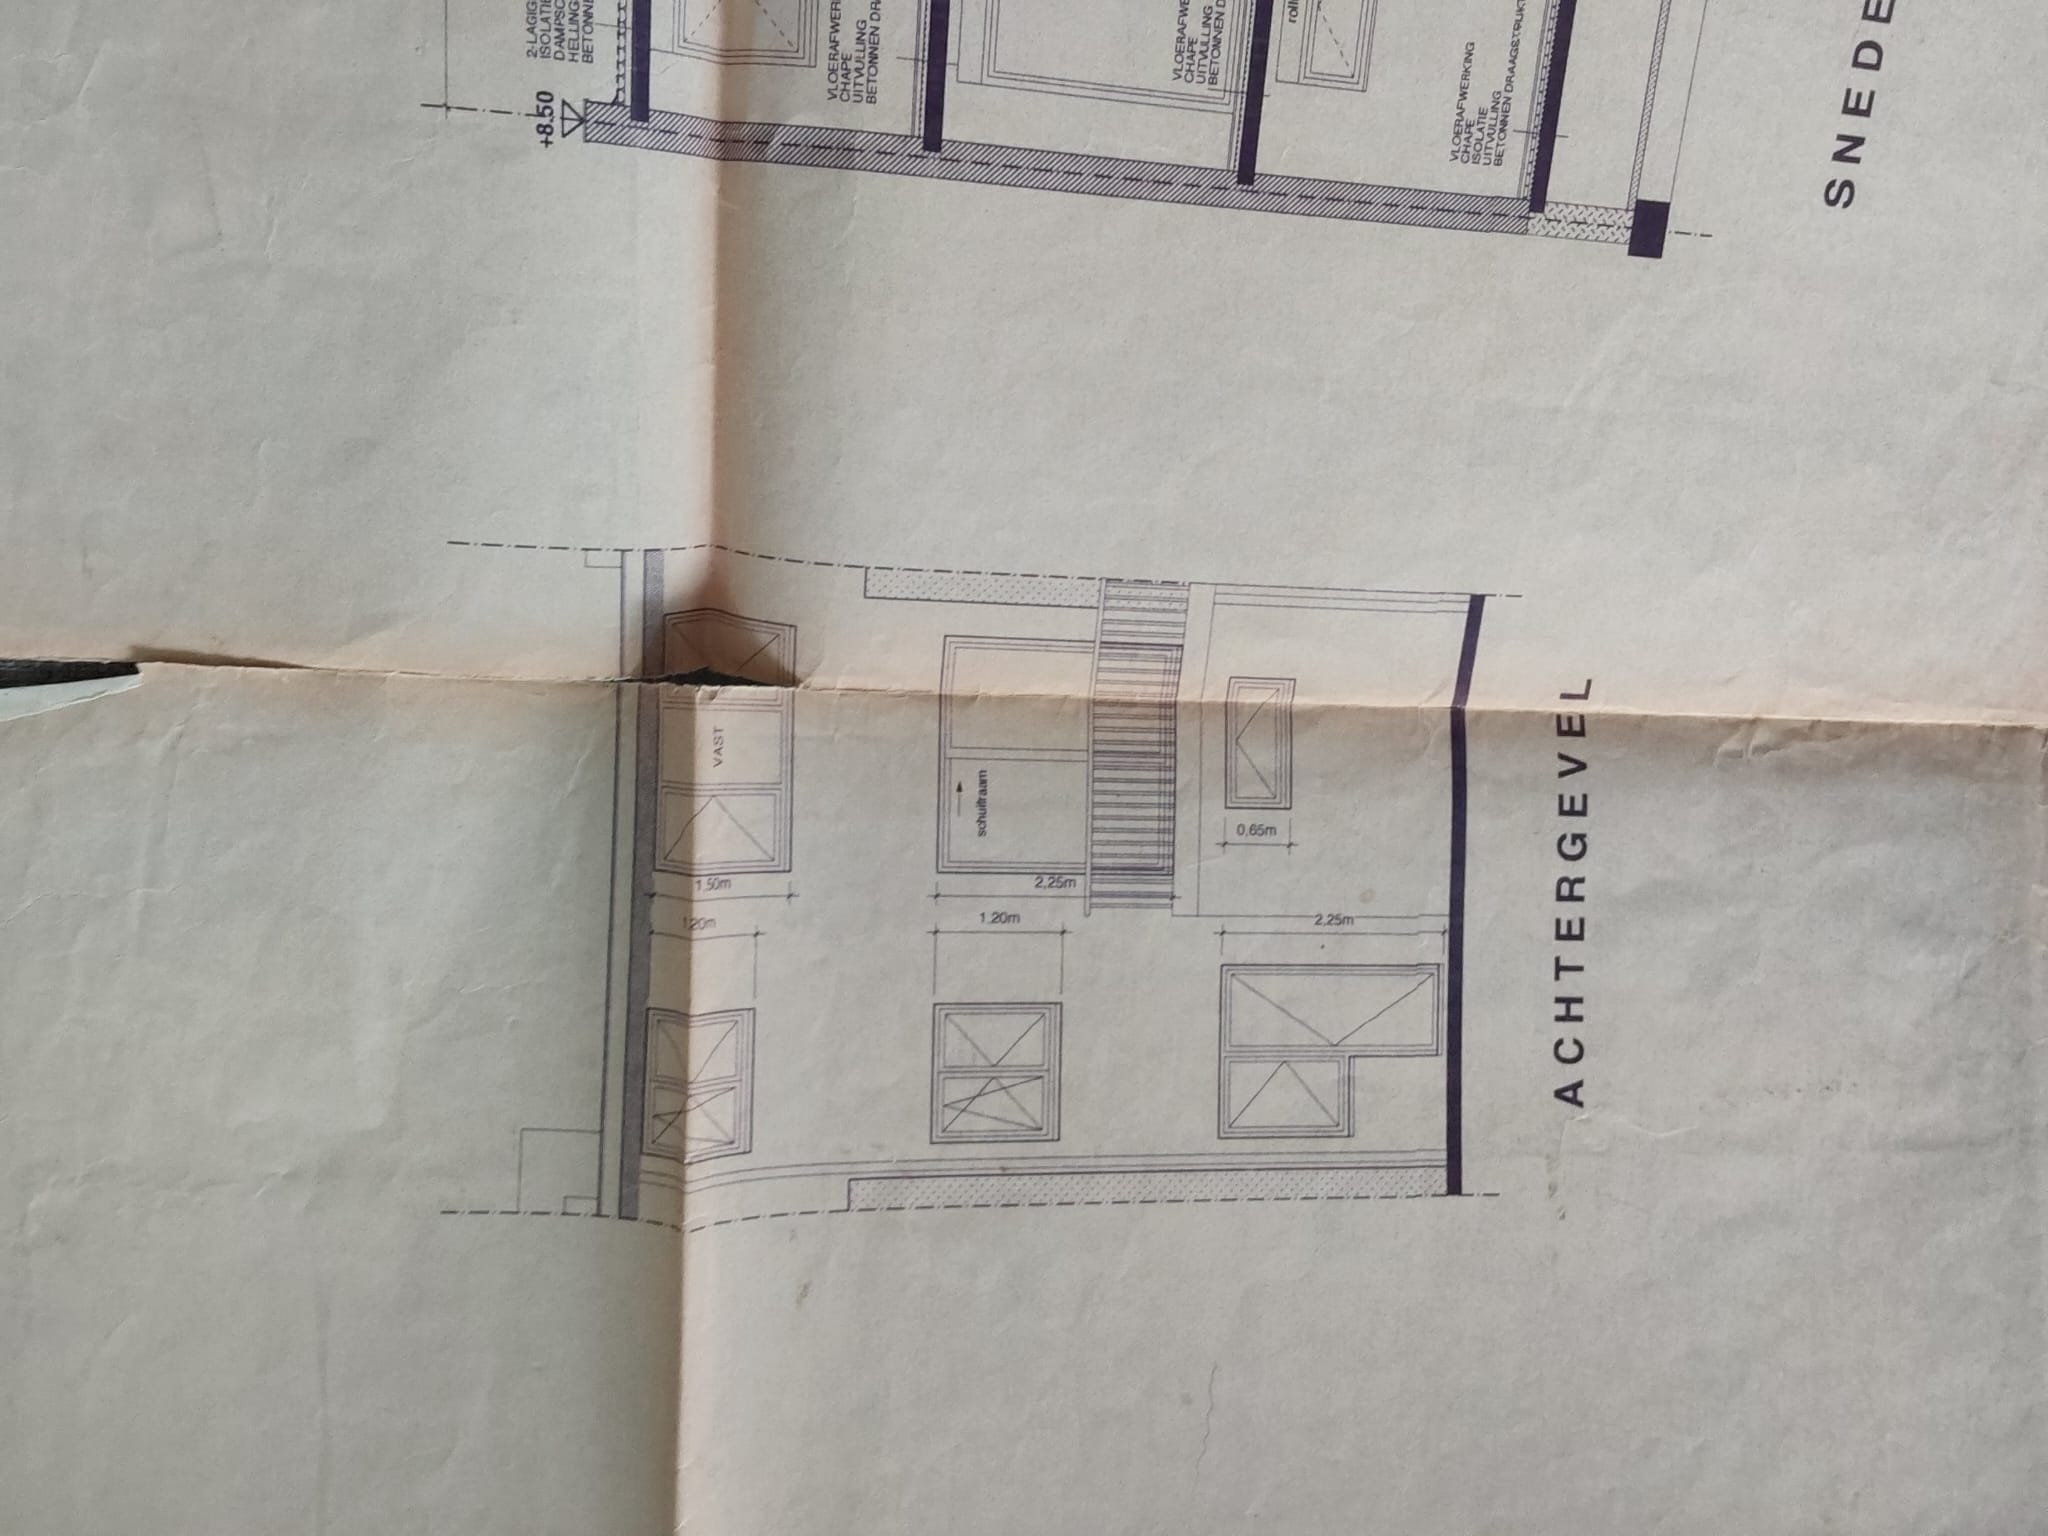 +8.50
2-LAGIG
ISOLATIE
DAMPSC
HELLING
BETONNE
1.20m
1.50m
VAST
VLOERAFWER
CHAPE
UITVULLING
BETONNEN DRA
schuifraam
1.20m
2.25m
VLOERAFWE
CHAPE
UITVULLING
BETONNEN D
0.65m
2.25m
roll
VLOERAFWERKING
CHAPE
ISOLATIE
UITVULLING
BETONNEN DRAAGSTRUKT
ACHTERGEVEL
SNEDE